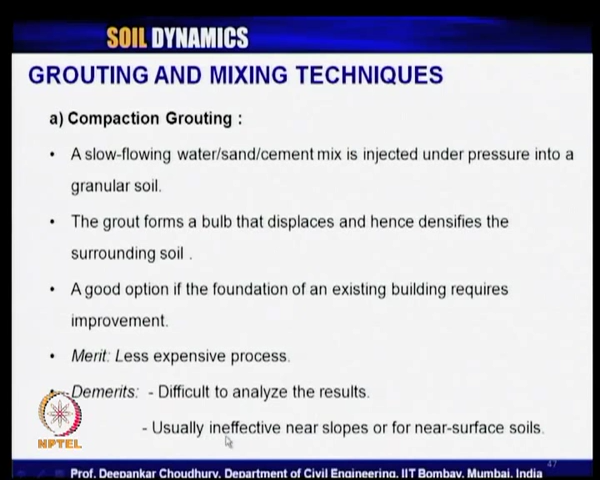 SOIL DYNAMICS
GROUTING AND MIXING TECHNIQUES
a) Compaction Grouting :
• A slow-flowing water/sand/cement mix is injected under pressure into a
granular soil.
• The grout forms a bulb that displaces and hence densifies the
surrounding soil .
• A good option if the foundation of an existing building requires
improvement.
• Merit: Less expensive process.
• Demerits: - Difficult to analyze the results.
- Usually ineffective near slopes or for near-surface soils.
NPTEL
47
Prof. Deepankar Choudhury, Department of Civil Engineering, IIT Bombay, Mumbai, India